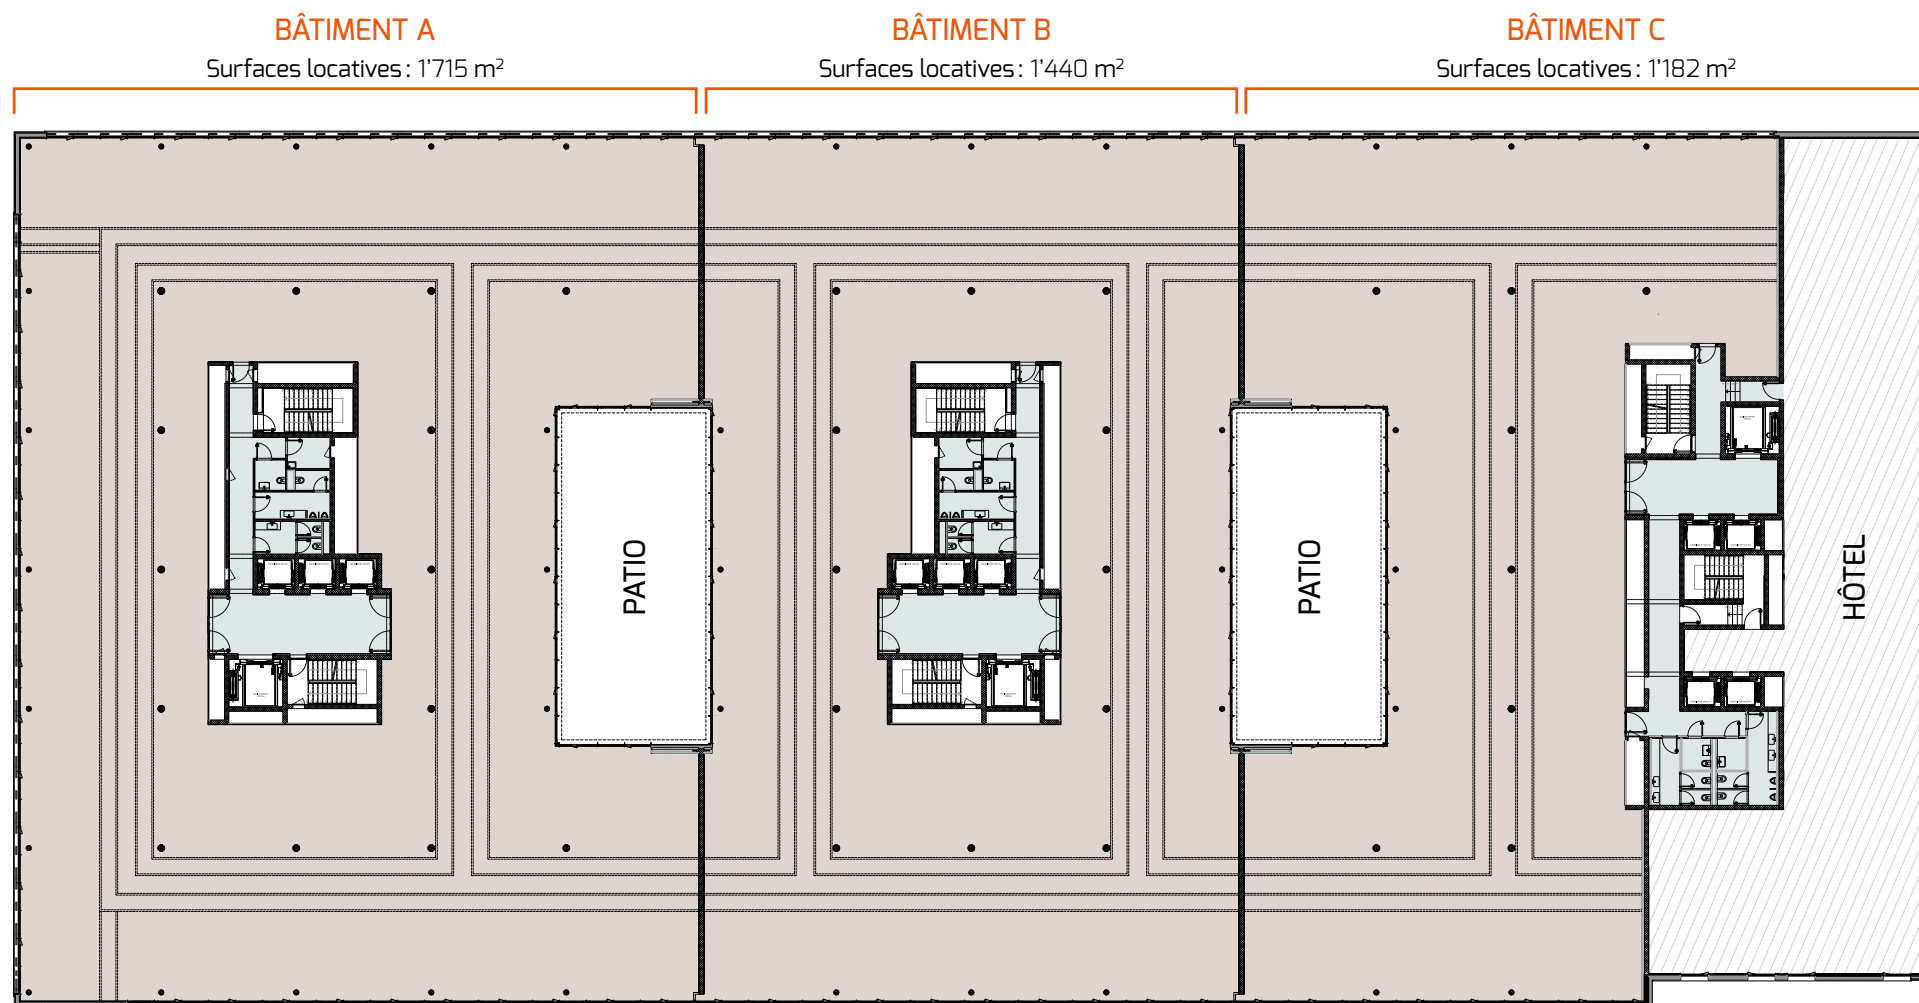 BÂTIMENT A
Surfaces locatives : 1'715 m²
BÂTIMENT B
Surfaces locatives : 1'440 m²
BÂTIMENT C
Surfaces locatives : 1'182 m²
PATIO
PATIO
HÔTEL